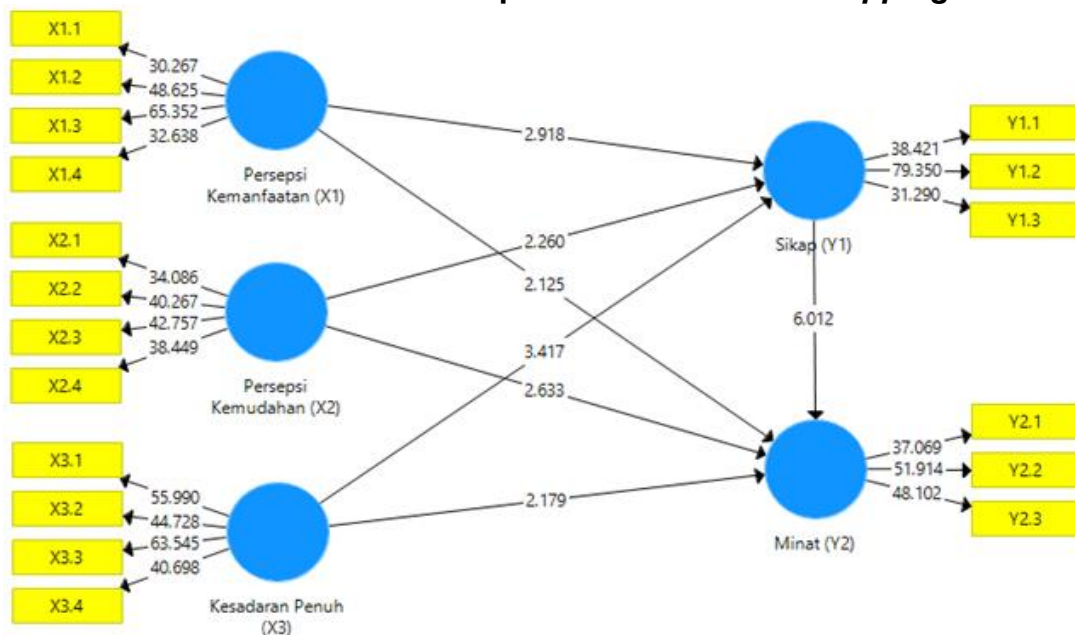 X1.1
X1.2
X1.3
X1.4
30.267
48.625
65.352
32.638
Persepsi
Kemanfaatan (X1)
X2.1
X2.2
X2.3
X2.4
34.086
40.267
42.757
38.449
Persepsi
Kemudahan (X2)
X3.1
X3.2
X3.3
X3.4
55.990
44.728
63.545
40.698
Kesadaran Penuh
(X3)
2.918
2.260
2.125
3.417
2.633
2.179
6.012
Sikap (Y1)
38.421
79.350
31.290
Y1.1
Y1.2
Y1.3
Minat (Y2)
37.069
51.914
48.102
Y2.1
Y2.2
Y2.3